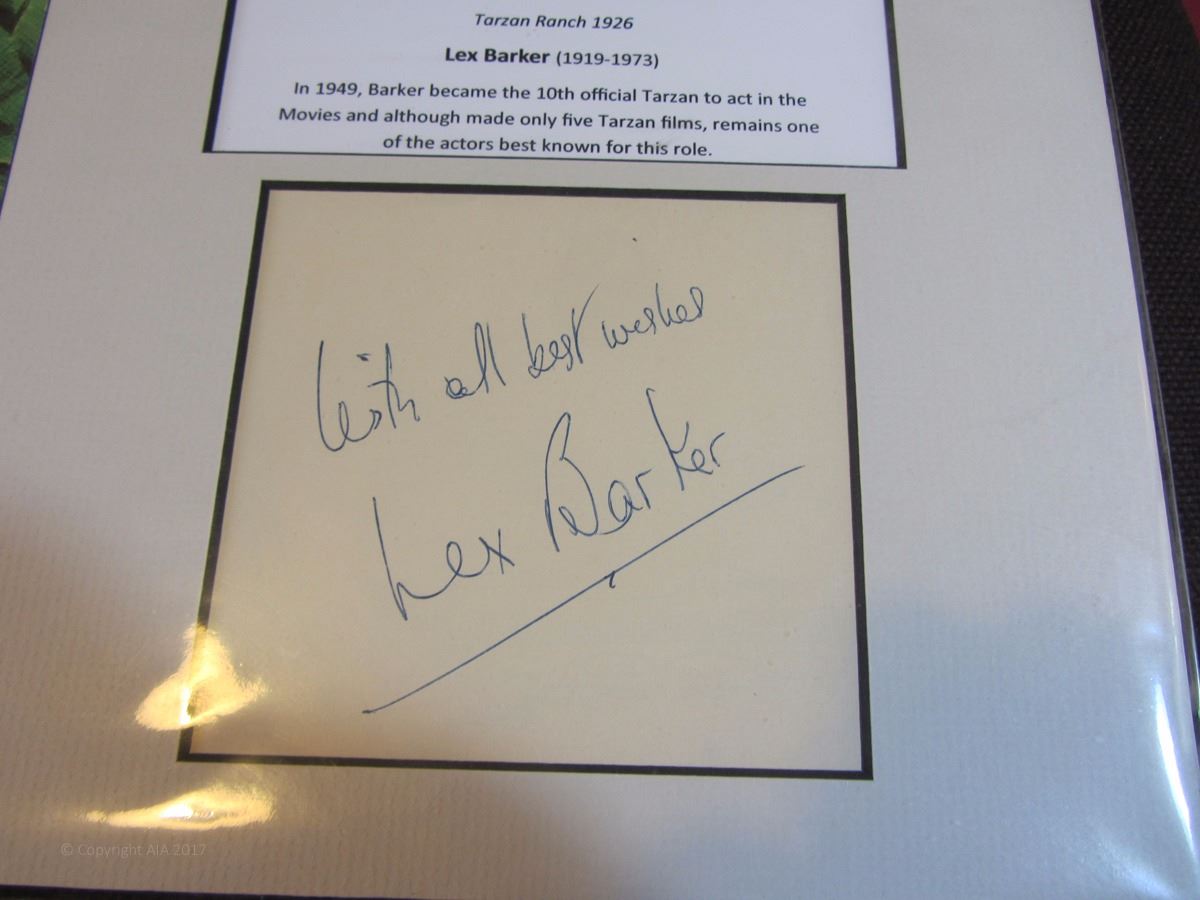 Tarzan Ranch 1926
Lex Barker (1919-1973)
In 1949, Barker became the 10th official Tarzan to act in the
Movies and although made only five Tarzan films, remains one
of the actors best known for this role.
With all best wishes
Lex Barker
© Copyright AIA 2017